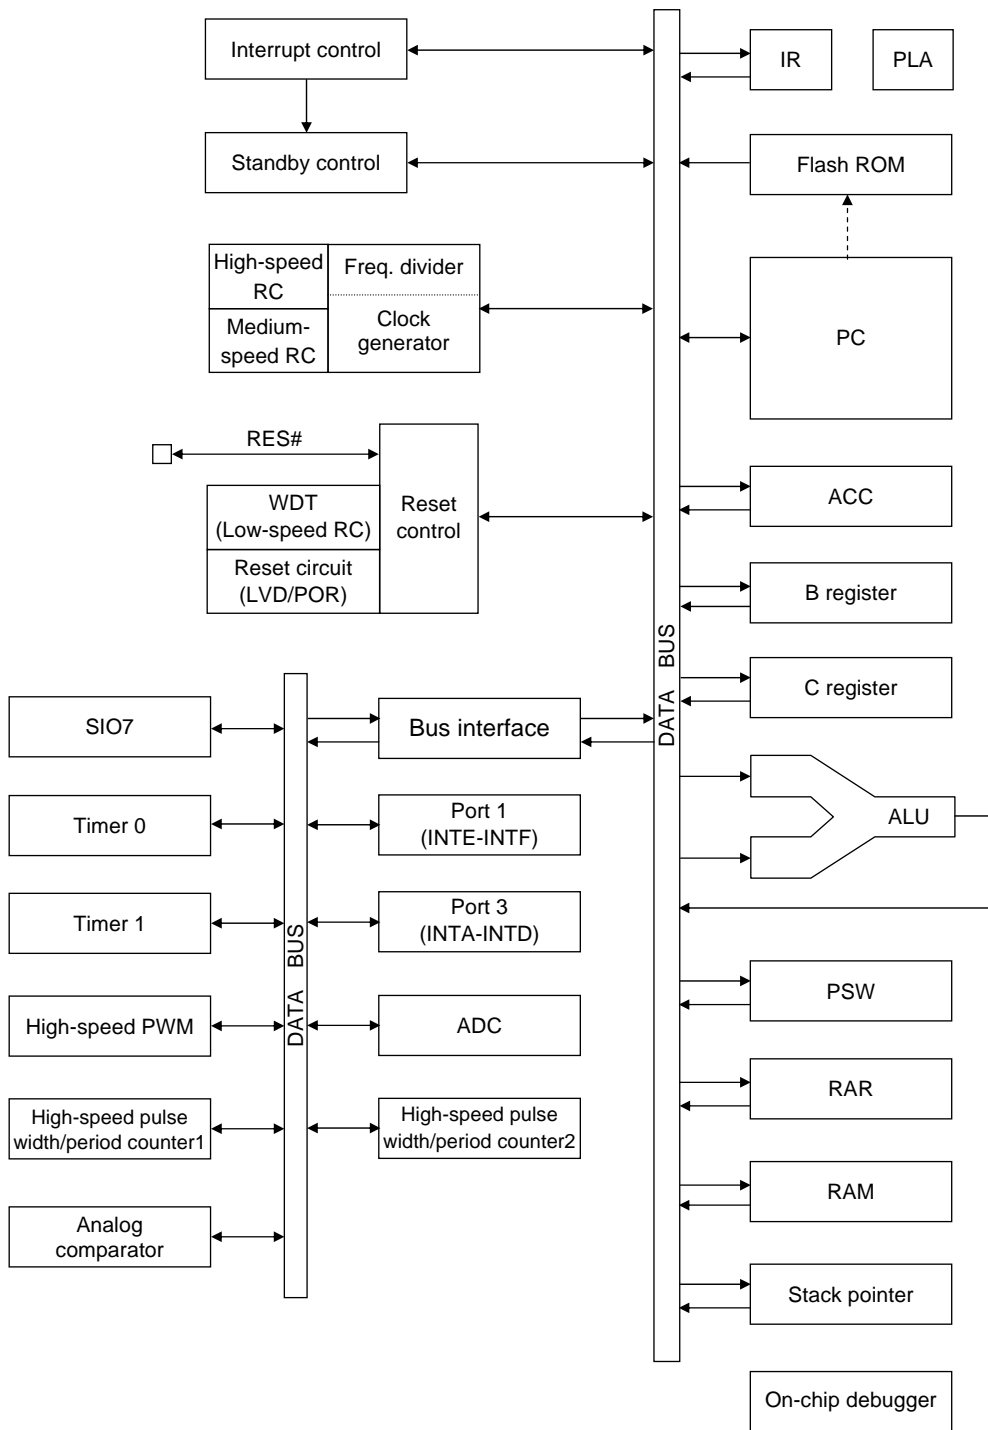 Interrupt control
IR
PLA
Standby control
Flash ROM
High-speed
RC
Freq. divider
Medium-
speed RC
Clock
generator
PC
RES#
WDT
(Low-speed RC)
Reset
control
Reset circuit
(LVD/POR)
ACC
B register
C register
DATA BUS
SIO7
Bus interface
Timer 0
Port 1
(INTE-INTF)
ALU
Timer 1
Port 3
(INTA-INTD)
DATA BUS
High-speed PWM
ADC
PSW
High-speed pulse
width/period counter1
High-speed pulse
width/period counter2
RAR
RAM
Analog
comparator
Stack pointer
On-chip debugger